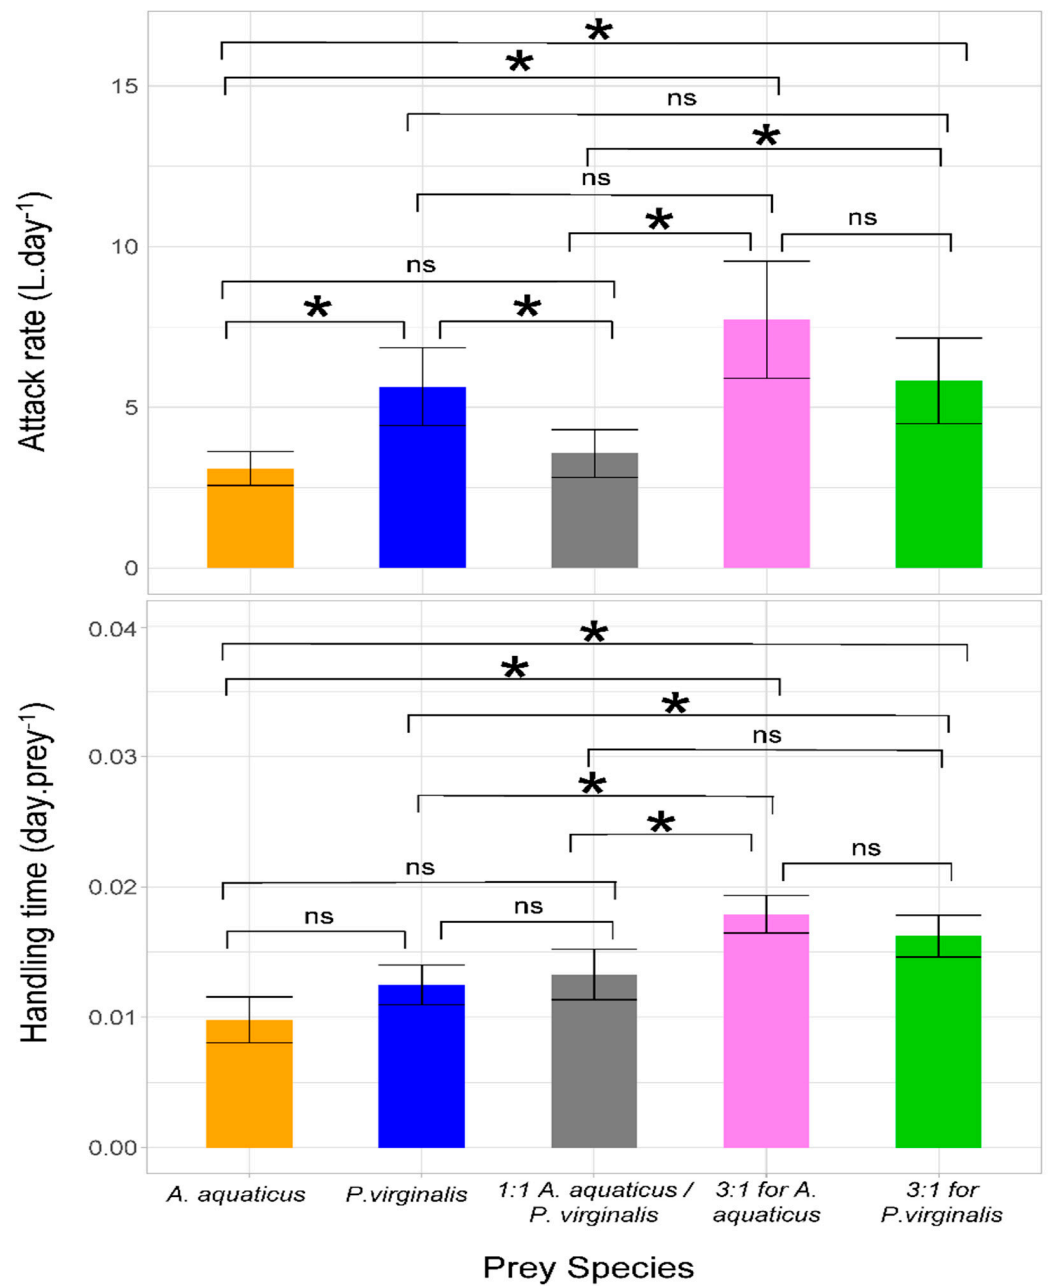 *
*
15
ns
*
ns
*
ns
10
ns
*
*
5
0
Attack rate (L.day-1)
0.04
*
*
*
ns
0.03
*
*
ns
ns
0.02
ns
ns
0.01
0.00
Handling time (day.prey-1)
A. aquaticus
P.virginalis
1:1 A. aquaticus /
P. virginalis
3:1 for A.
aquaticus
3:1 for
P.virginalis
Prey Species